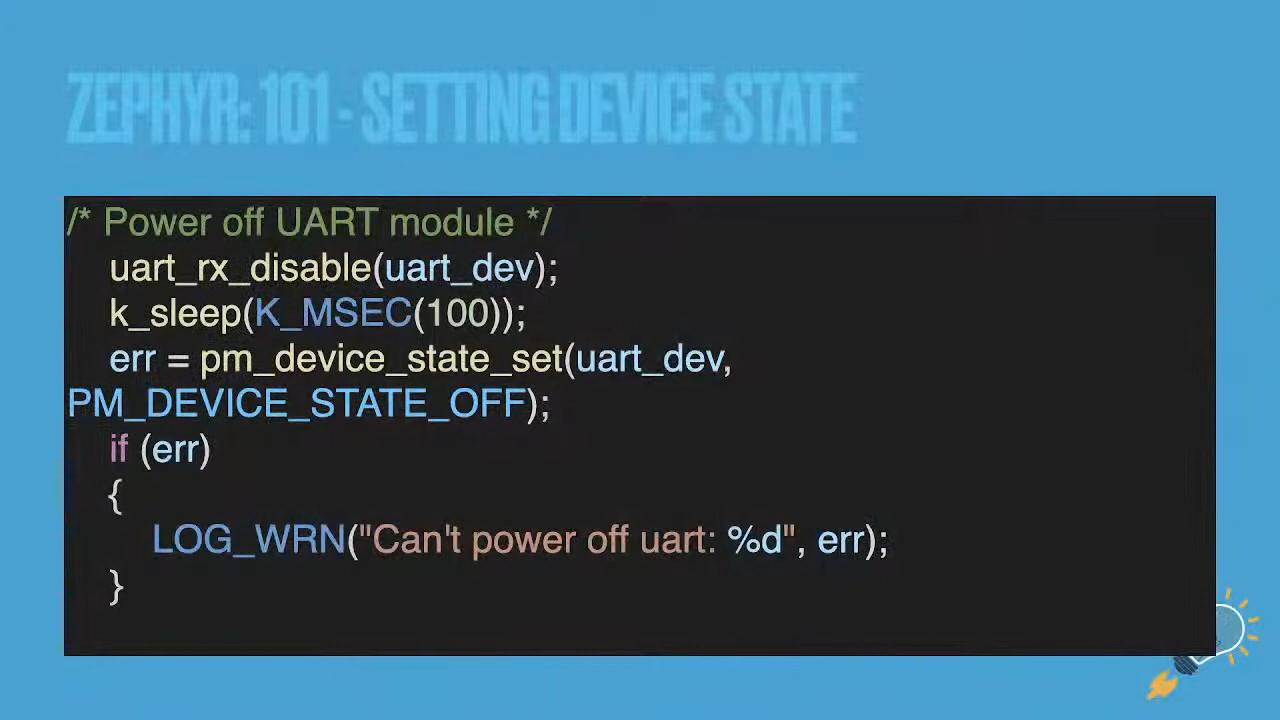 ZEPHYR: 101 - SETTING DEVICE STATE
/* Power off UART module */
uart_rx_disable(uart_dev);
k_sleep(K_MSEC(100));
err = pm_device_state_set(uart_dev,
PM_DEVICE_STATE_OFF);
if (err)
{
LOG_WRN("Can't power off uart: %d", err);
}